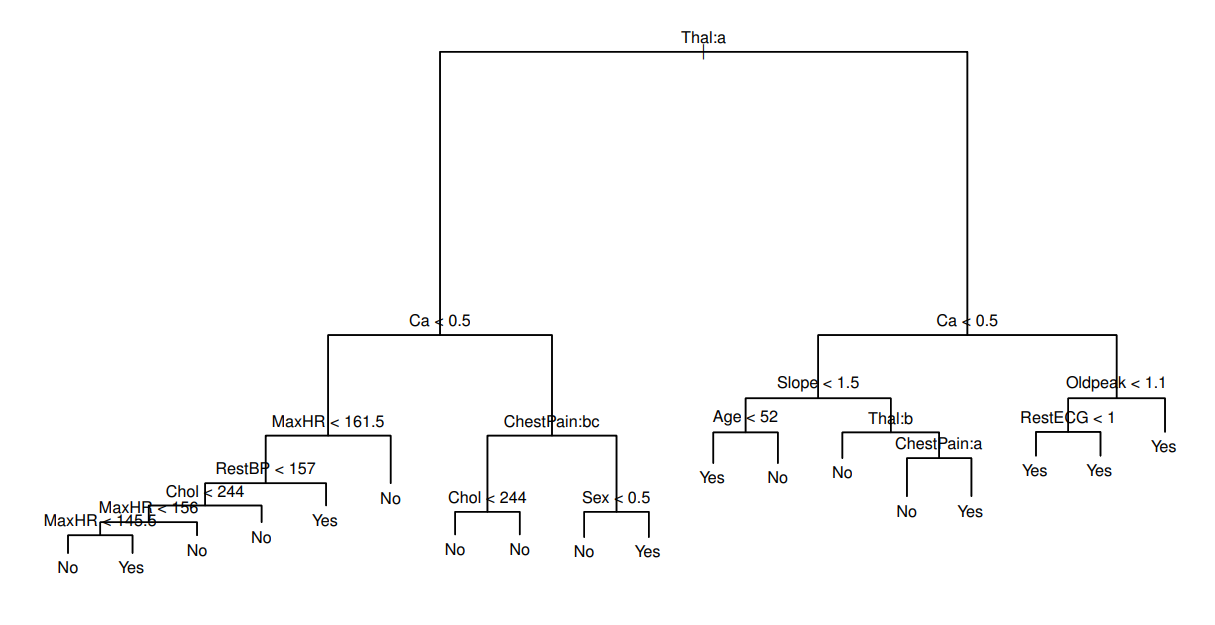 Thal:a
Ca < 0.5
Ca < 0.5
Slope < 1.5
Oldpeak < 1.1
MaxHR < 161.5
ChestPain:bc
Age < 52
Thal:b
RestECG < 1
ChestPain:a
Yes
RestBP < 157
Yes
No
No
Yes
Yes
Chol < 244
No
Chol < 244
Sex < 0.5
MaxHR < 156
No
Yes
MaxHR < 145.5
Yes
No
No
No
No
No
Yes
No
Yes